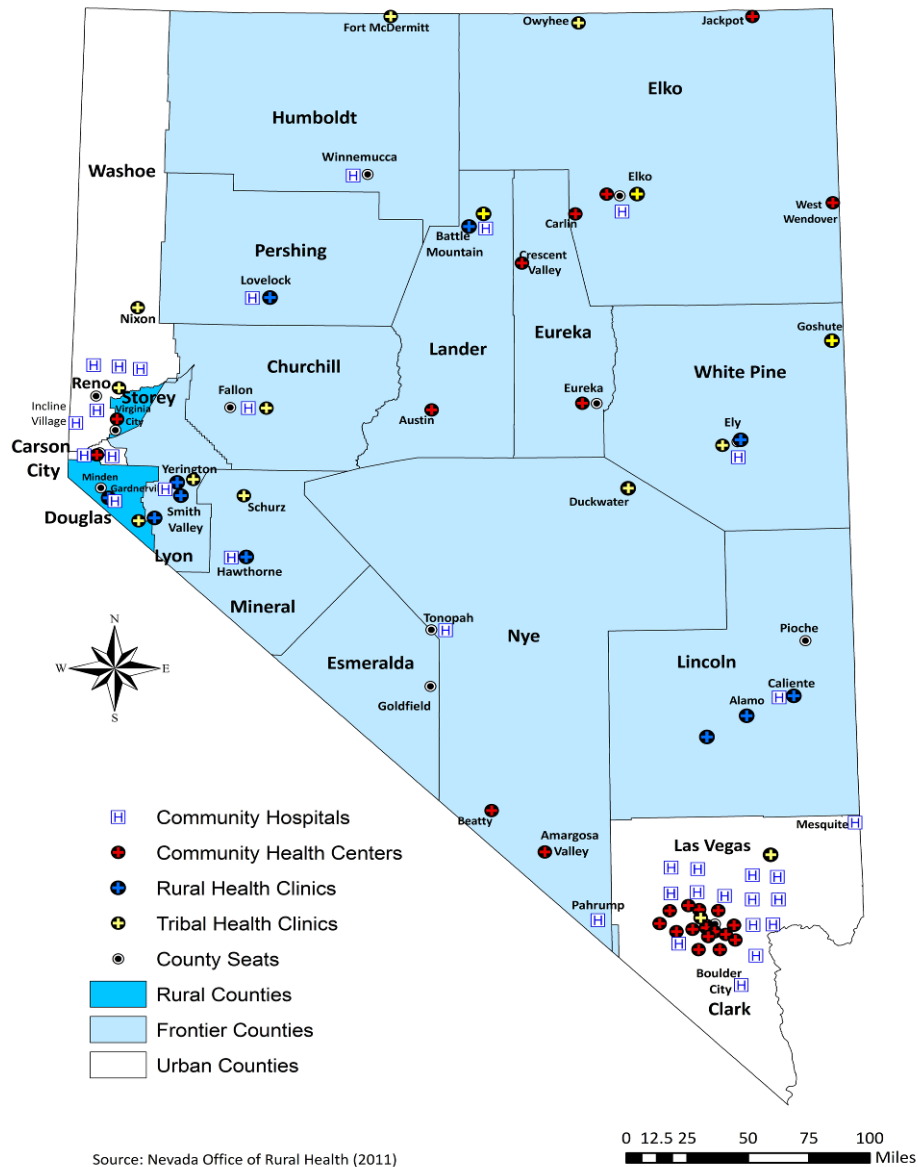 Fort McDermitt
Owyhee
Jackpot
Elko
Humboldt
Washoe
Winnemucca
Elko
West
Wendover
Carlin
Battle
Mountain
Crescent
Valley
Pershing
Lovelock
Nixon
Goshute
Eureka
Lander
Churchill
White Pine
Reno
Storey
Virginia
City
Fallon
Eureka
Austin
Incline
Village
Ely
Carson
City
Yerington
Minden
Gardnervi
Smith
Valley
Schurz
Duckwater
Douglas
Lyon
Hawthorne
Mineral
N
W
E
S
Tonopah
Nye
Pioche
Esmeralda
Lincoln
Goldfield
Caliente
Alamo
Beatty
Amargosa
Valley
Mesquite
Las Vegas
Pahrump
Boulder
City
Clark
H Community Hospitals
Community Health Centers
Rural Health Clinics
Tribal Health Clinics
County Seats
Rural Counties
Frontier Counties
Urban Counties
0 12.5 25 50 75 100
Miles
Source: Nevada Office of Rural Health (2011)